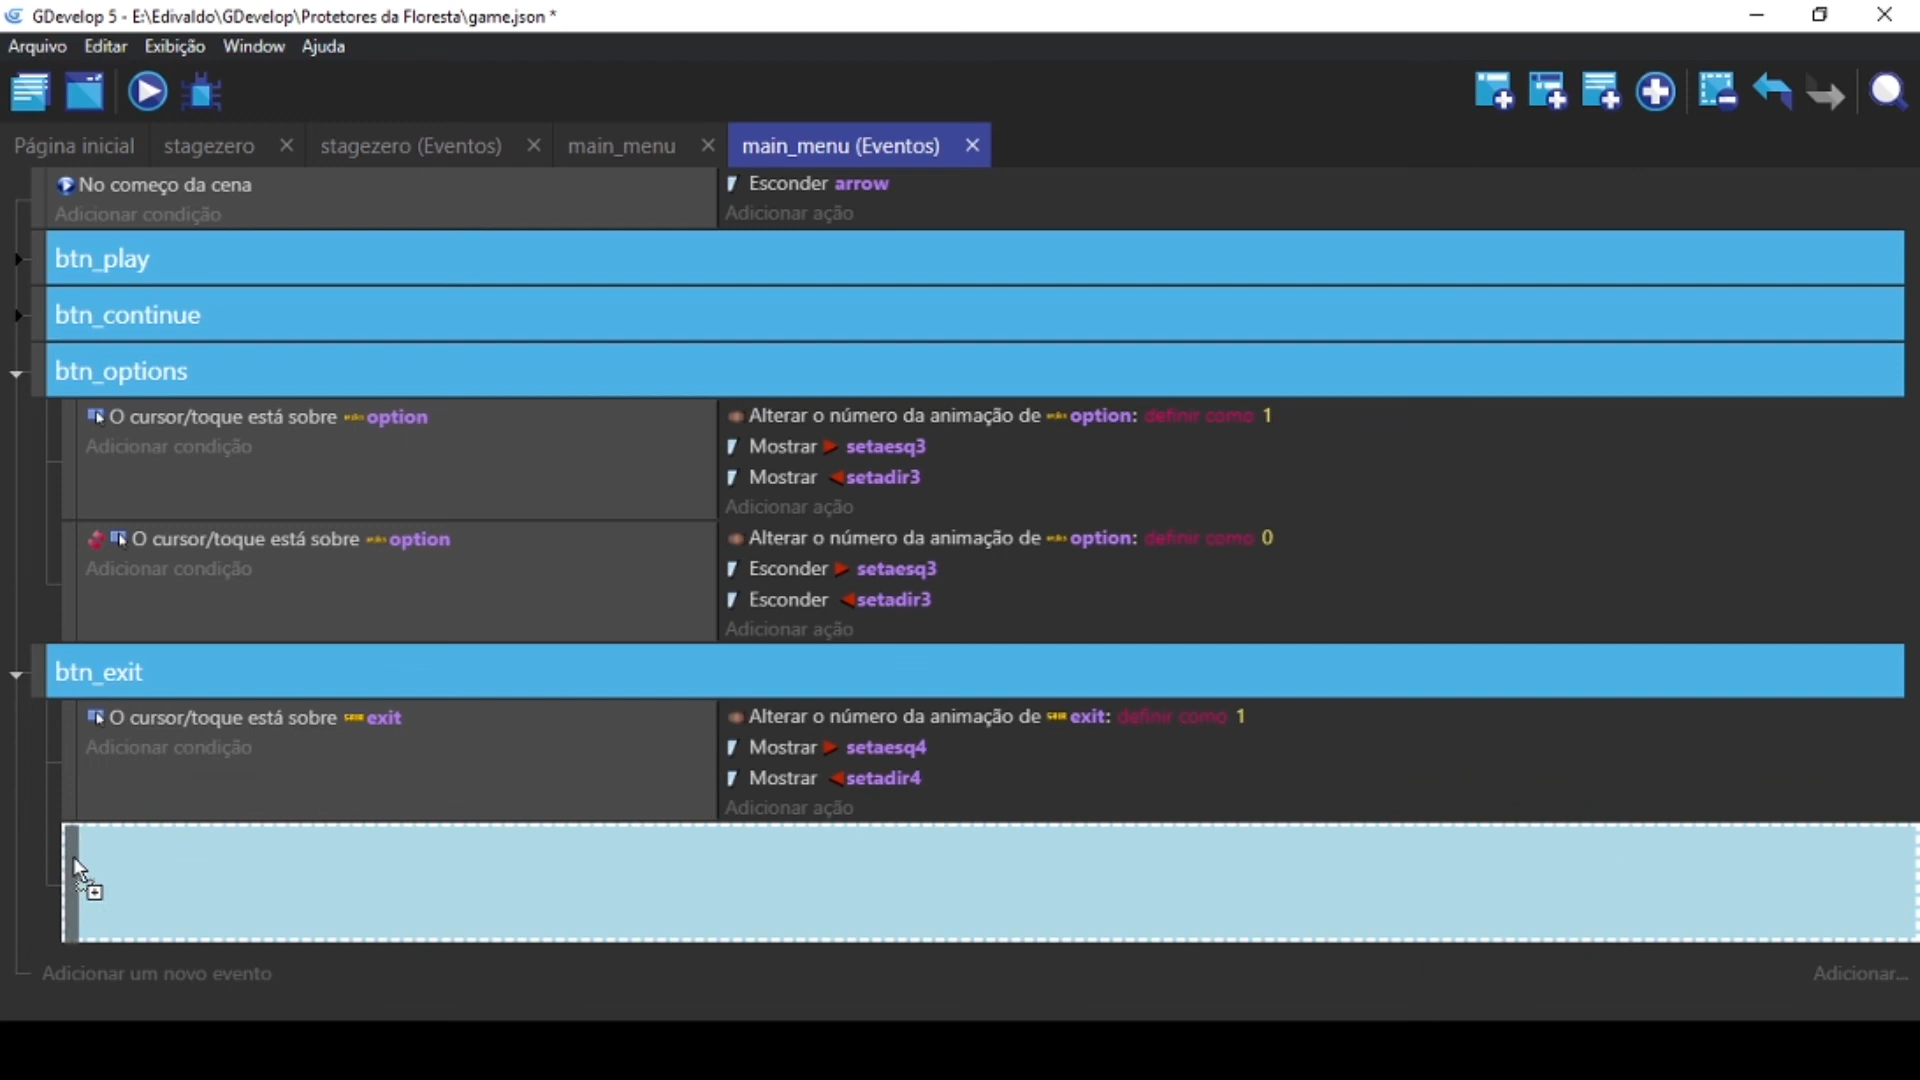 GDevelop 5 - E:\Edivaldo\GDevelop\Protetores da Floresta\game.json *
Arquivo Editar Exibição Window Ajuda
Página inicial stagezero stagezero (Eventos) main_menu main_menu (Eventos)
No começo da cena Esconder arrow
Adicionar condição Adicionar ação
btn_play
btn_continue
btn_options
O cursor/toque está sobre option Alterar o número da animação de option: definir como 1
Adicionar condição Mostrar setaesq3
Mostrar setadir3
Adicionar ação
O cursor/toque está sobre option Alterar o número da animação de option: definir como 0
Adicionar condição Esconder setaesq3
Esconder setadir3
Adicionar ação
btn_exit
O cursor/toque está sobre exit Alterar o número da animação de exit: definir como 1
Adicionar condição Mostrar setaesq4
Mostrar setadir4
Adicionar ação
Adicionar um novo evento Adicionar...